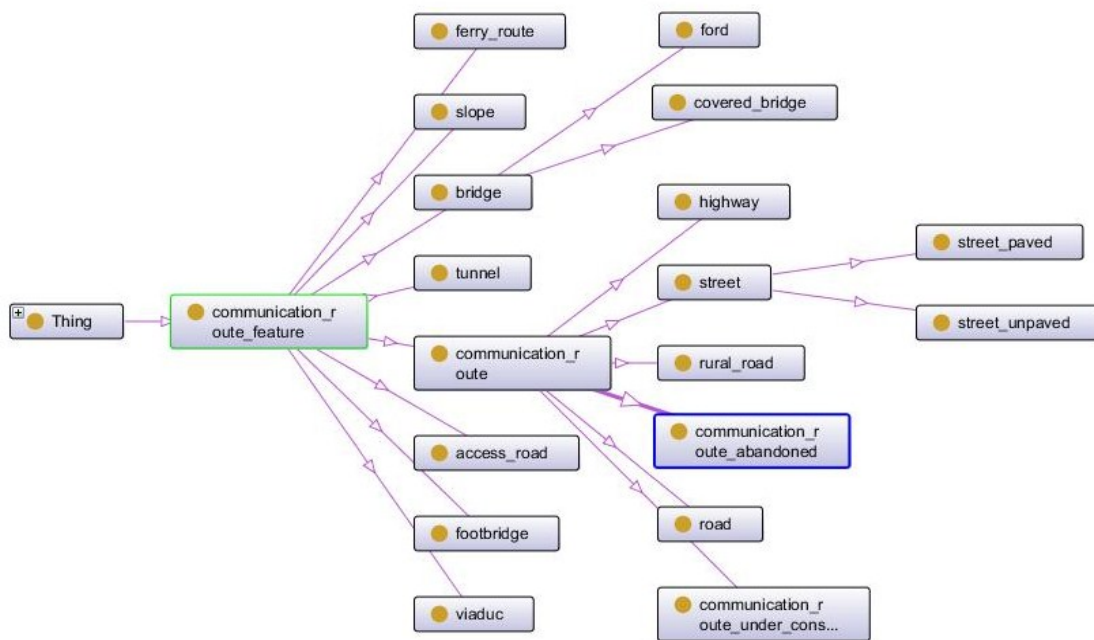 ferry_route
ford
slope
covered_bridge
bridge
highway
tunnel
street
street_paved
Thing
communication_r
oute_feature
street_unpaved
communication_r
oute
rural_road
communication_r
oute_abandoned
access_road
footbridge
road
viaduc
communication_r
oute_under_cons...